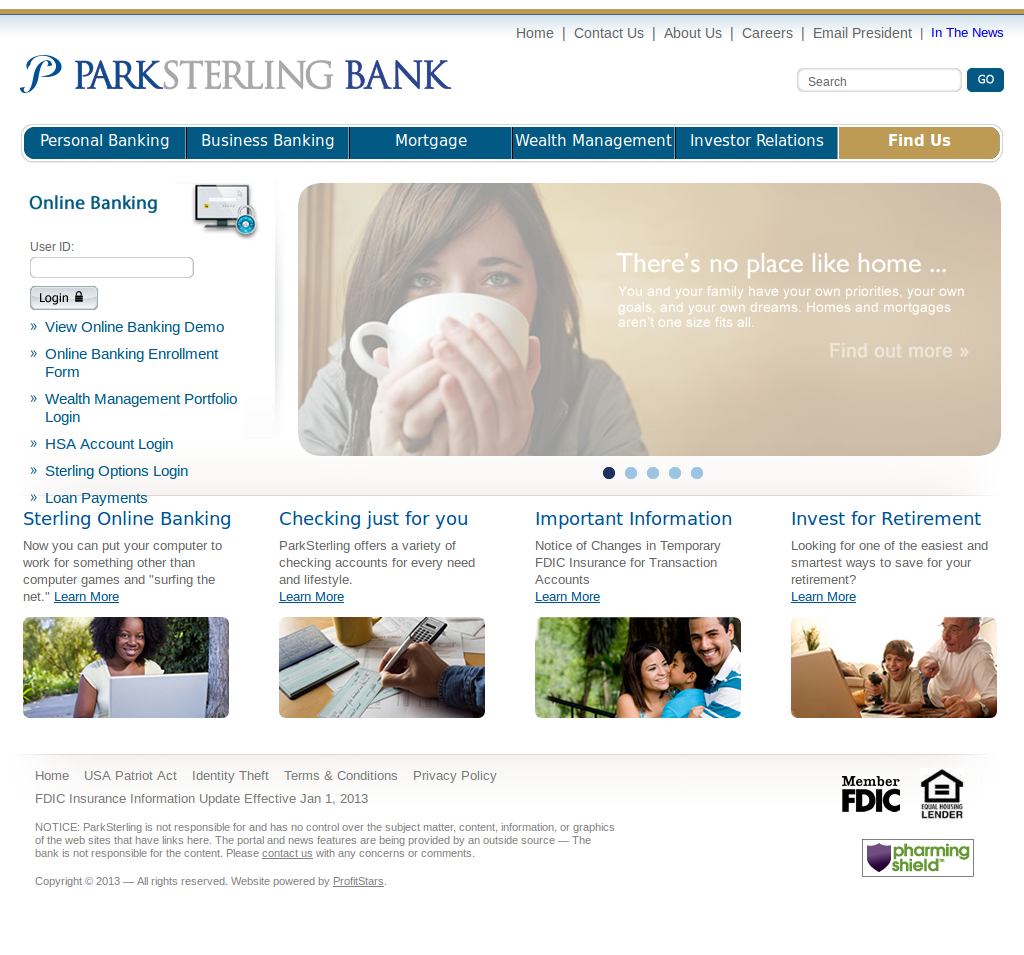 Home | Contact Us | About Us | Careers | Email President | In The News
PARKSTERLING BANK
Search
GO
Personal Banking
Business Banking
Mortgage
Wealth Management
Investor Relations
Find Us
Online Banking
User ID:
Login
» View Online Banking Demo
» Online Banking Enrollment
Form
» Wealth Management Portfolio
Login
» HSA Account Login
» Sterling Options Login
» Loan Payments
There's no place like home ...
You and your family have your own priorities, your own
goals, and your own dreams. Homes and mortgages
aren't one size fits all.
Find out more »
Sterling Online Banking
Now you can put your computer to
work for something other than
computer games and "surfing the
net." Learn More
Checking just for you
ParkSterling offers a variety of
checking accounts for every need
and lifestyle.
Learn More
Important Information
Notice of Changes in Temporary
FDIC Insurance for Transaction
Accounts
Learn More
Invest for Retirement
Looking for one of the easiest and
smartest ways to save for your
retirement?
Learn More
Home USA Patriot Act Identity Theft Terms & Conditions Privacy Policy
FDIC Insurance Information Update Effective Jan 1, 2013
NOTICE: ParkSterling is not responsible for and has no control over the subject matter, content, information, or graphics
of the web sites that have links here. The portal and news features are being provided by an outside source — The
bank is not responsible for the content. Please contact us with any concerns or comments.
Copyright © 2013 — All rights reserved. Website powered by ProfitStars.
Member
FDIC
EQUAL HOUSING
LENDER
pharming
shield™